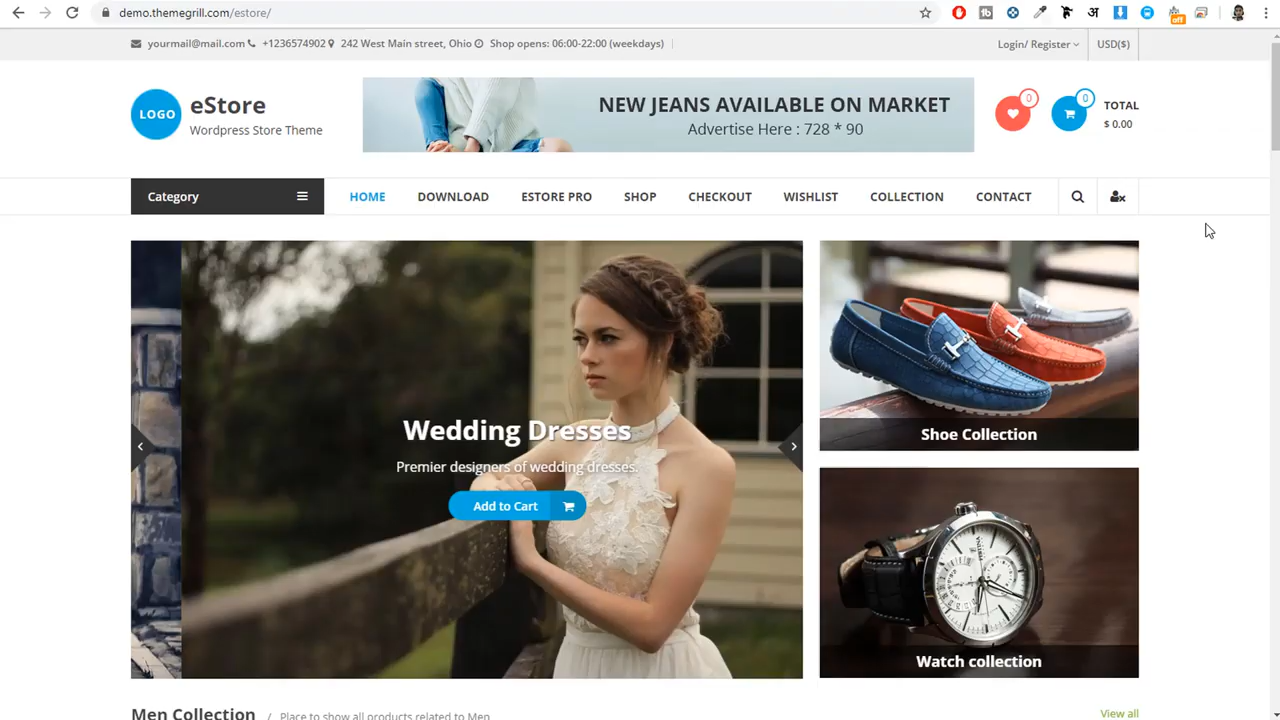 demo.themegrill.com/estore/
off
yourmail@mail.com +1236574902 242 West Main street, Ohio Shop opens: 06:00-22:00 (weekdays)
Login/ Register USD($)
LOGO
eStore
Wordpress Store Theme
NEW JEANS AVAILABLE ON MARKET
Advertise Here : 728 * 90
0
0
TOTAL
$ 0.00
Category
HOME DOWNLOAD ESTORE PRO SHOP CHECKOUT WISHLIST COLLECTION CONTACT
Wedding Dresses
Premier designers of wedding dresses.
Add to Cart
Shoe Collection
Watch collection
Men Collection / Place to show all products related to Men
View all